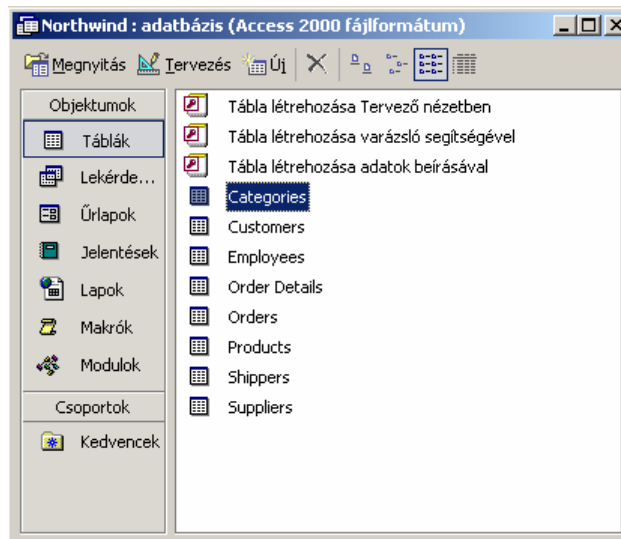 Northwind : adatbázis (Access 2000 fájlformátum)
Megnyitás Tervezés Új
Objektumok
Táblák
Lekérde...
Űrlapok
Jelentések
Lapok
Makrók
Modulok
Csoportok
Kedvencek
Tábla létrehozása Tervező nézetben
Tábla létrehozása varázsló segítségével
Tábla létrehozása adatok beírásával
Categories
Customers
Employees
Order Details
Orders
Products
Shippers
Suppliers